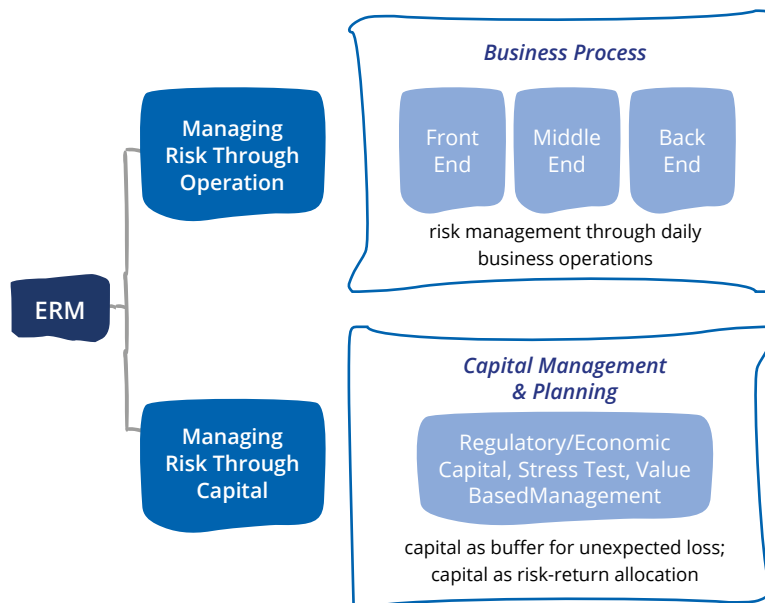 ERM
Managing
Risk Through
Operation
Business Process
Front
End
Middle
End
Back
End
risk management through daily
business operations
Managing
Risk Through
Capital
Capital Management
& Planning
Regulatory/Economic
Capital, Stress Test, Value
BasedManagement
capital as buffer for unexpected loss;
capital as risk-return allocation